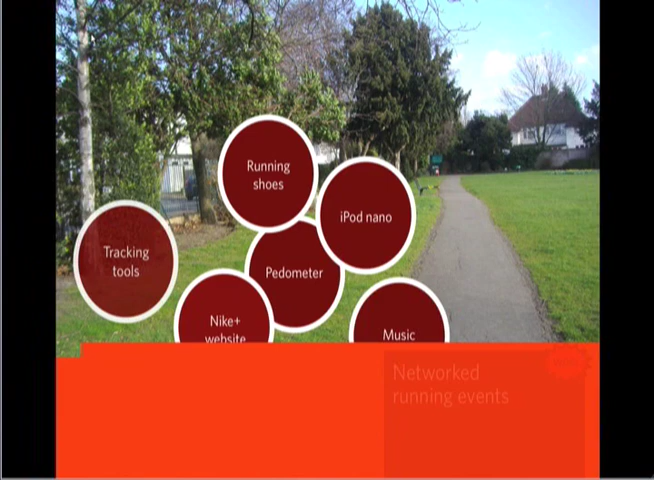 Running
shoes
iPod nano
Tracking
tools
Pedometer
Nike+
website
Music
Networked
running events